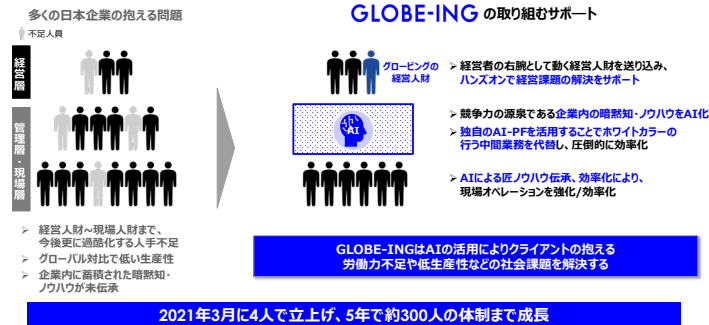 多くの日本企業の抱える問題
GLOBE-ING の取り組むサポート
不足人員
経営層
グロービングの
経営人財
➢ 経営者の右腕として動く経営人財を送り込み、
ハンズオンで経営課題の解決をサポート
管理層・現場層
AI
➢ 競争力の源泉である企業内の暗黙知・ノウハウをAI化
➢ 独自のAI-PFを活用することでホワイトカラーの
行う中間業務を代替し、圧倒的に効率化
➢ AIによる匠ノウハウ伝承、効率化により、
現場オペレーションを強化/効率化
➢ 経営人財~現場人財まで、
今後更に過酷化する人手不足
➢ グローバル対比で低い生産性
➢ 企業内に蓄積された暗黙知・
ノウハウが未伝承
GLOBE-INGはAIの活用によりクライアントの抱える
労働力不足や低生産性などの社会課題を解決する
2021年3月に4人で立上げ、5年で約300人の体制まで成長